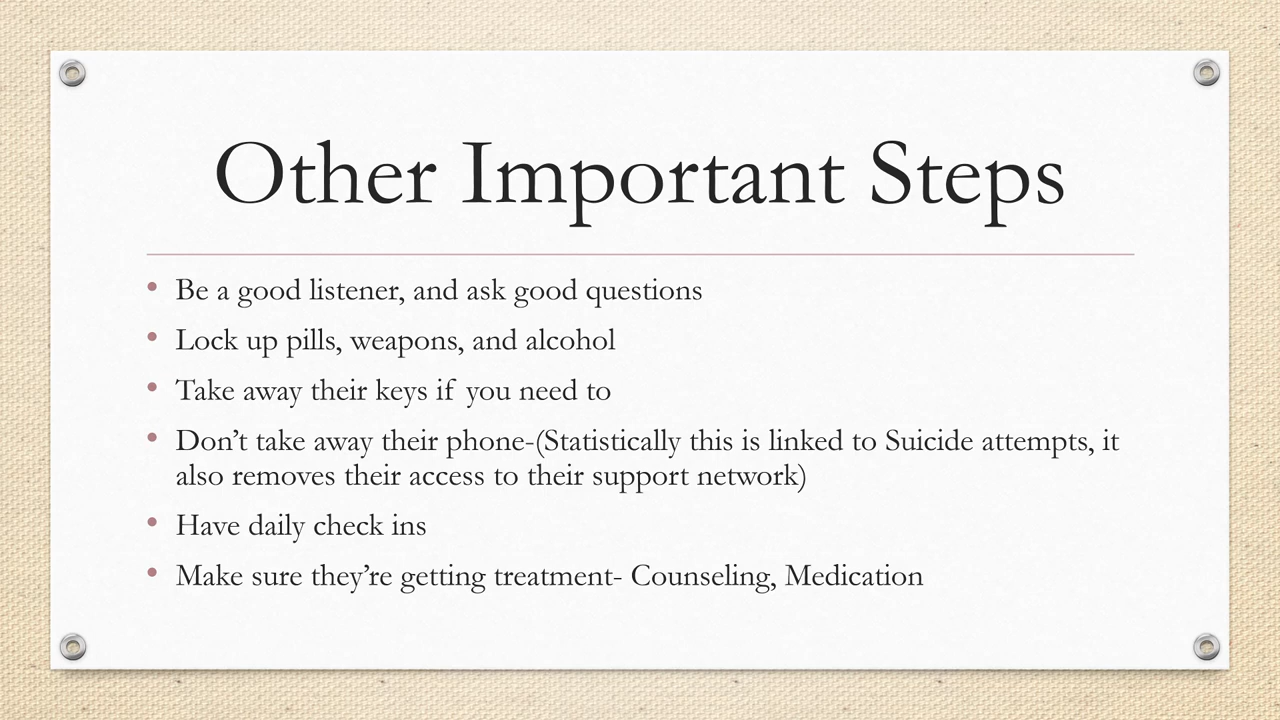 Other Important Steps
• Be a good listener, and ask good questions
• Lock up pills, weapons, and alcohol
• Take away their keys if you need to
• Don’t take away their phone-(Statistically this is linked to Suicide attempts, it
also removes their access to their support network)
• Have daily check ins
• Make sure they’re getting treatment- Counseling, Medication